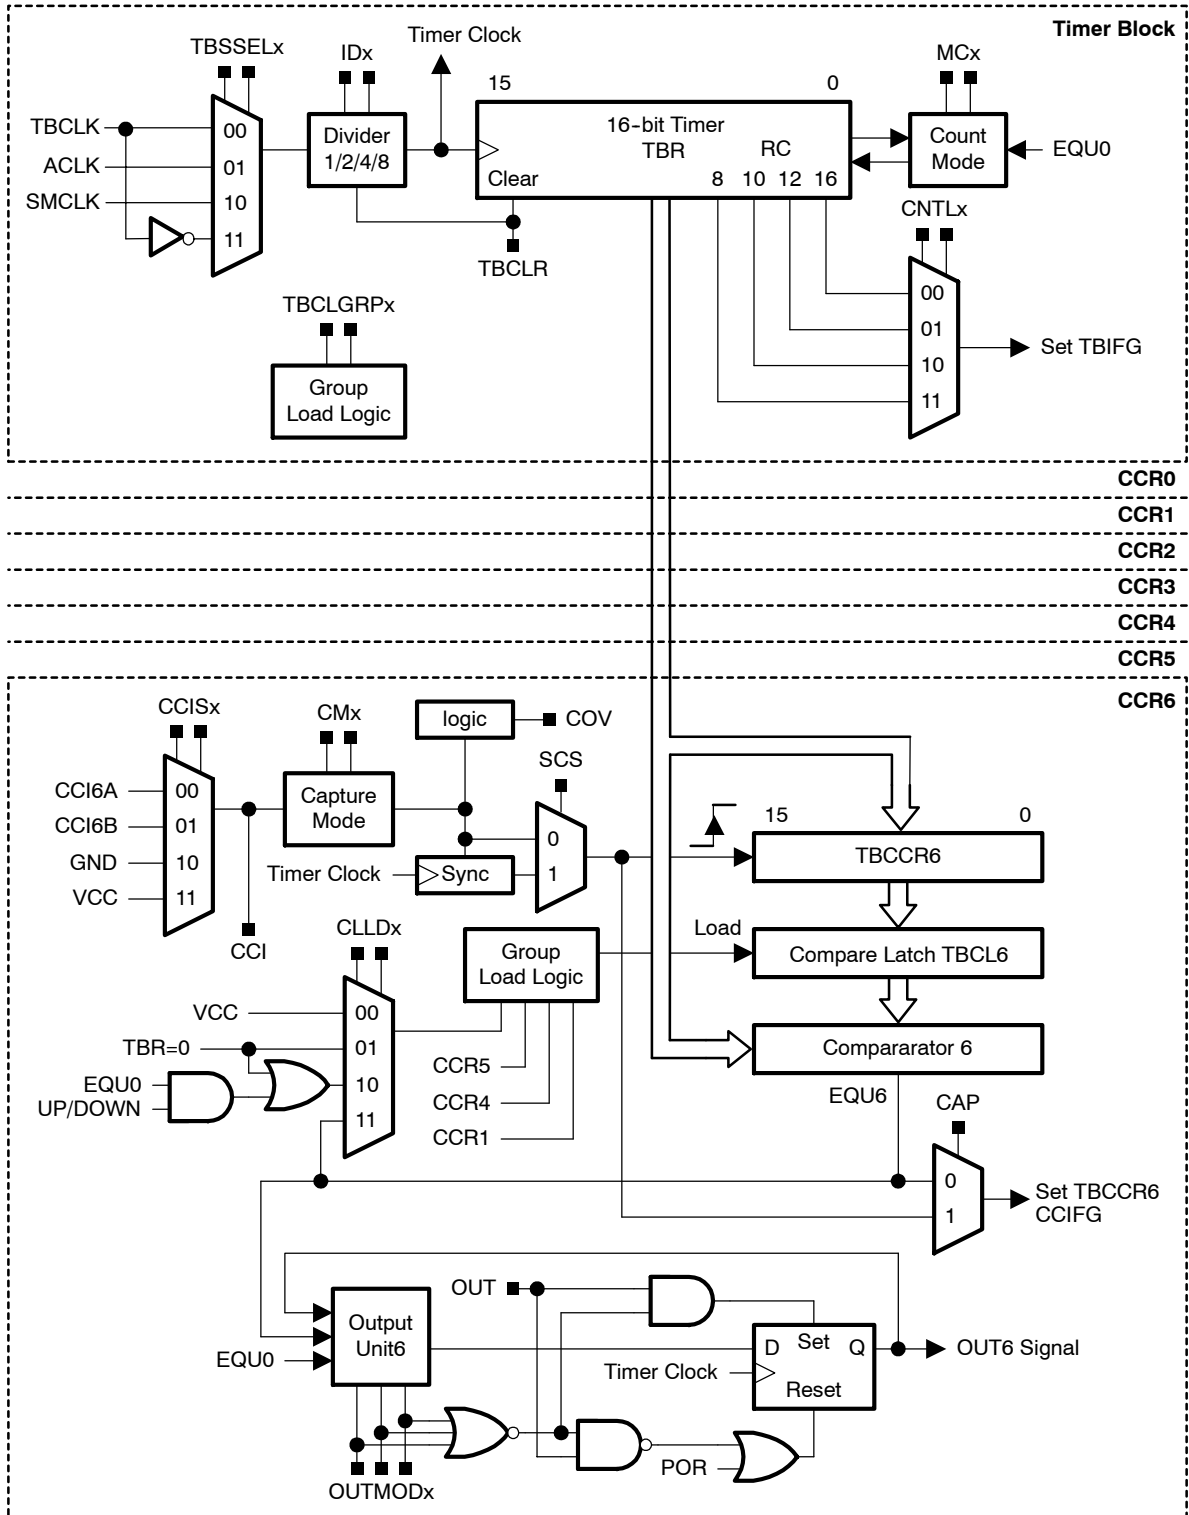 Timer Block
TBSSELx
IDx
Timer Clock
MCx
15
0
TBCLK
00
ACLK
01
SMCLK
10
11
Divider
1/2/4/8
16-bit Timer
TBR
RC
Clear
8
10
12
16
Count
Mode
EQU0
TBCLR
CNTLx
00
01
10
11
Set TBIFG
TBCLGRPx
Group
Load Logic
CCR0
CCR1
CCR2
CCR3
CCR4
CCR5
CCR6
CCISx
CMx
logic
COV
SCS
CCI6A
00
CCI6B
01
GND
10
VCC
11
Capture
Mode
0
1
Timer Clock
Sync
CCI
15
0
TBCCR6
Load
Compare Latch TBCL6
Compararator 6
EQU6
CLLDx
Group
Load Logic
VCC
00
TBR=0
01
EQU0
10
UP/DOWN
11
CCR5
CCR4
CCR1
CAP
0
1
Set TBCCR6
CCIFG
OUT
Output
Unit6
EQU0
D
Set
Q
Timer Clock
Reset
OUT6 Signal
POR
OUTMODx